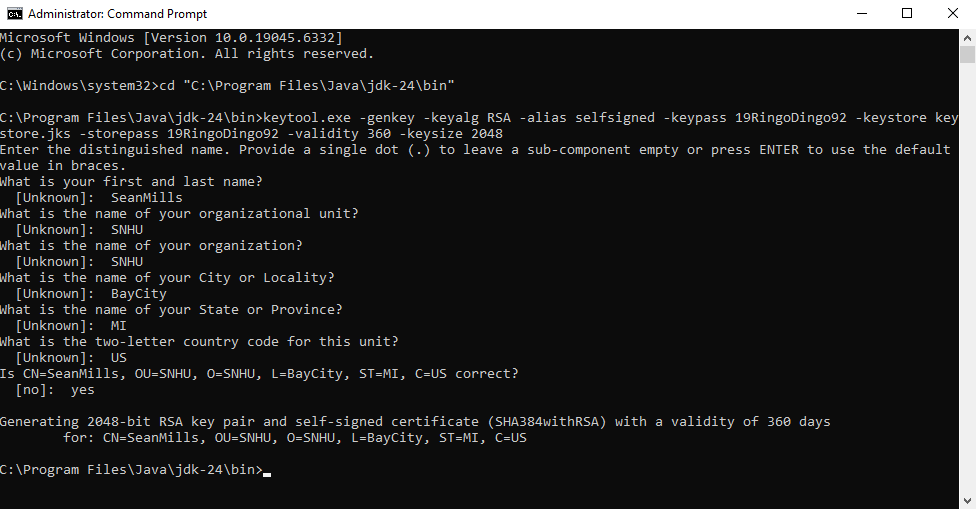 Administrator: Command Prompt
Microsoft Windows [Version 10.0.19045.6332]
(c) Microsoft Corporation. All rights reserved.
C:\Windows\system32>cd "C:\Program Files\Java\jdk-24\bin"
C:\Program Files\Java\jdk-24\bin>keytool.exe -genkey -keyalg RSA -alias selfsigned -keypass 19RingoDingo92 -keystore key
store.jks -storepass 19RingoDingo92 -validity 360 -keysize 2048
Enter the distinguished name. Provide a single dot (.) to leave a sub-component empty or press ENTER to use the default
value in braces.
What is your first and last name?
  [Unknown]:  SeanMills
What is the name of your organizational unit?
  [Unknown]:  SNHU
What is the name of your organization?
  [Unknown]:  SNHU
What is the name of your City or Locality?
  [Unknown]:  BayCity
What is the name of your State or Province?
  [Unknown]:  MI
What is the two-letter country code for this unit?
  [Unknown]:  US
Is CN=SeanMills, OU=SNHU, O=SNHU, L=BayCity, ST=MI, C=US correct?
  [no]:  yes
Generating 2048-bit RSA key pair and self-signed certificate (SHA384withRSA) with a validity of 360 days
        for: CN=SeanMills, OU=SNHU, O=SNHU, L=BayCity, ST=MI, C=US
C:\Program Files\Java\jdk-24\bin>